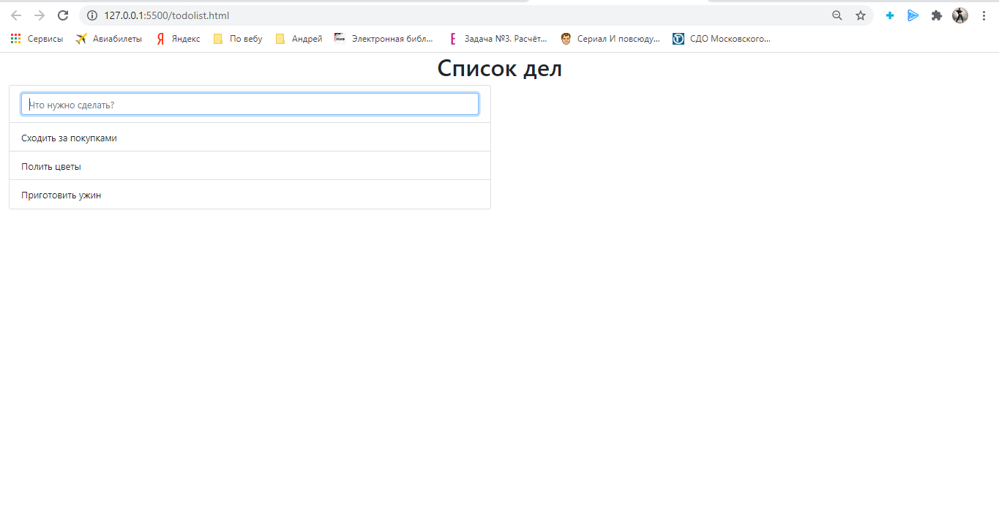 127.0.0.1:5500/todolist.html
Сервисы Авиабилеты Яндекс По вебу Андрей Электронная библ... Задача №3. Расчёт... Сериал И повсюду... СДО Московского...
Список дел
Что нужно сделать?
Сходить за покупками
Полить цветы
Приготовить ужин